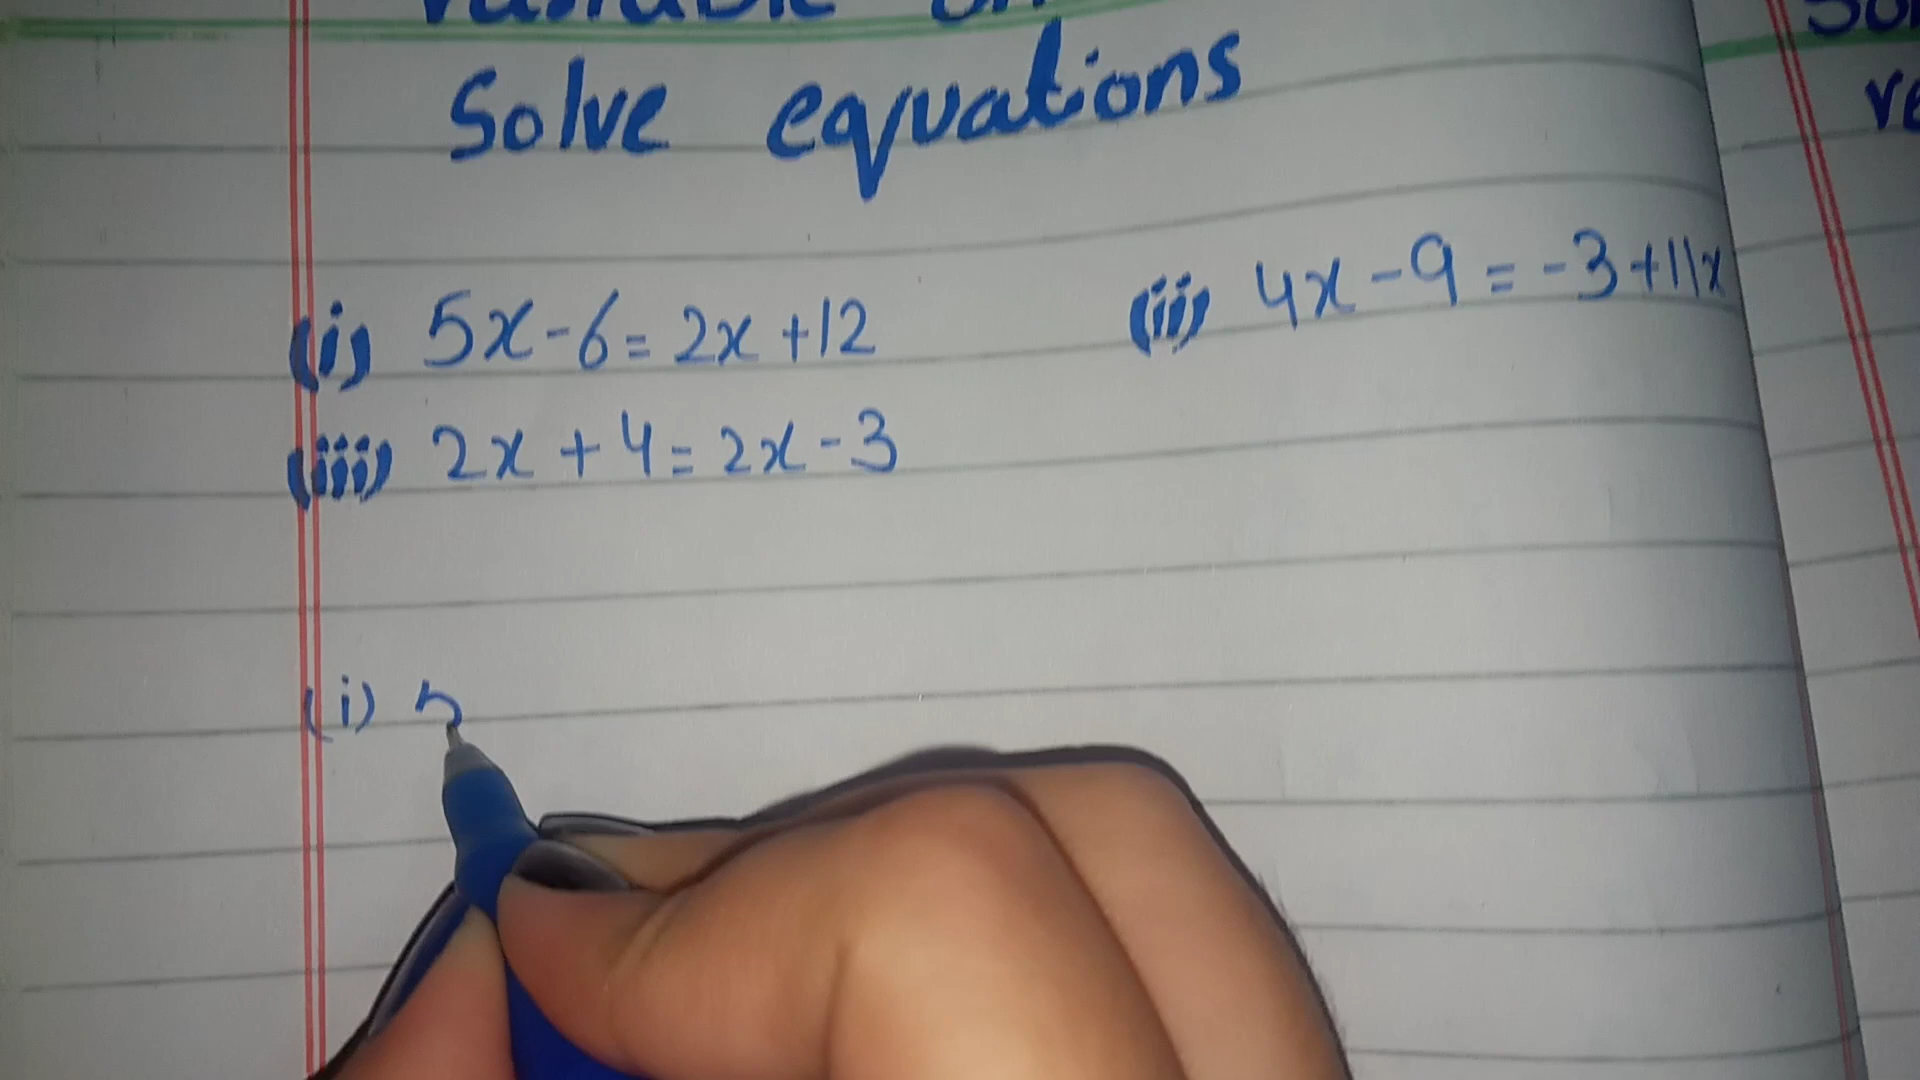 Solve equations
(i) 5x-6=2x+12 (ii) 4x-9=-3+11x
(iii) 2x+4=2x-3
(i) 5